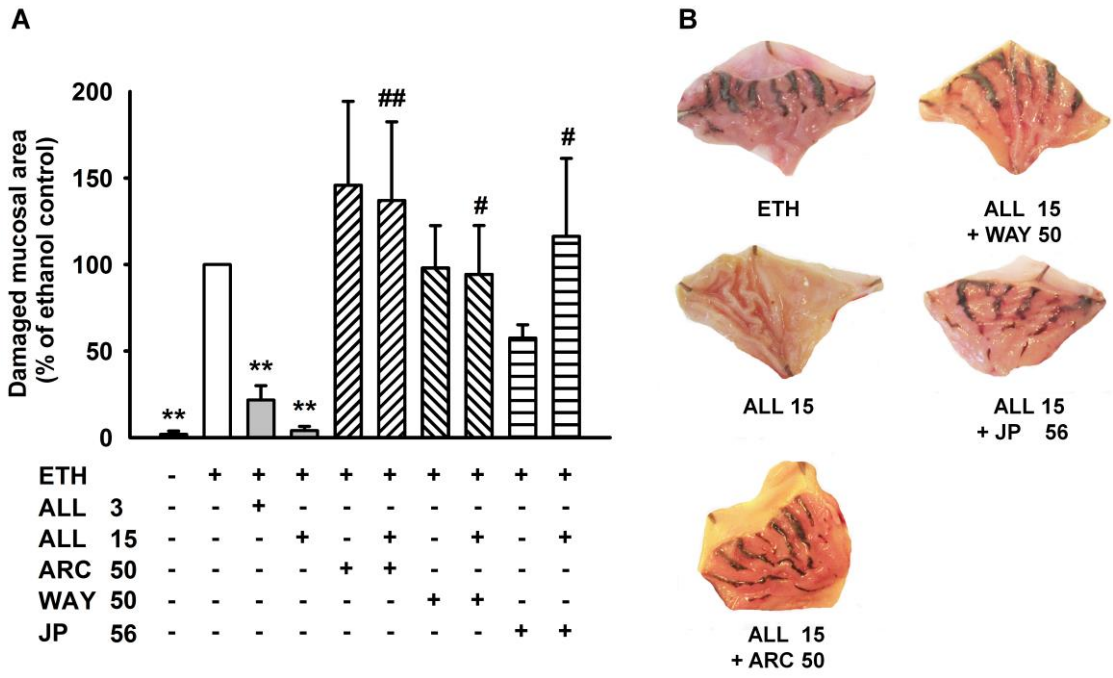 A
Damaged mucosal area
(% of ethanol control)
200
150
100
50
0
**
**
**
##
#
#
ETH - + + + + + + + + +
ALL 3 - - + - - - - - - -
ALL 15 - - - + - + - + - +
ARC 50 - - - - + + - - - -
WAY 50 - - - - - - + + - -
JP 56 - - - - - - - - + +
B
ETH
ALL 15
+ WAY 50
ALL 15
ALL 15
+ JP 56
ALL 15
+ ARC 50